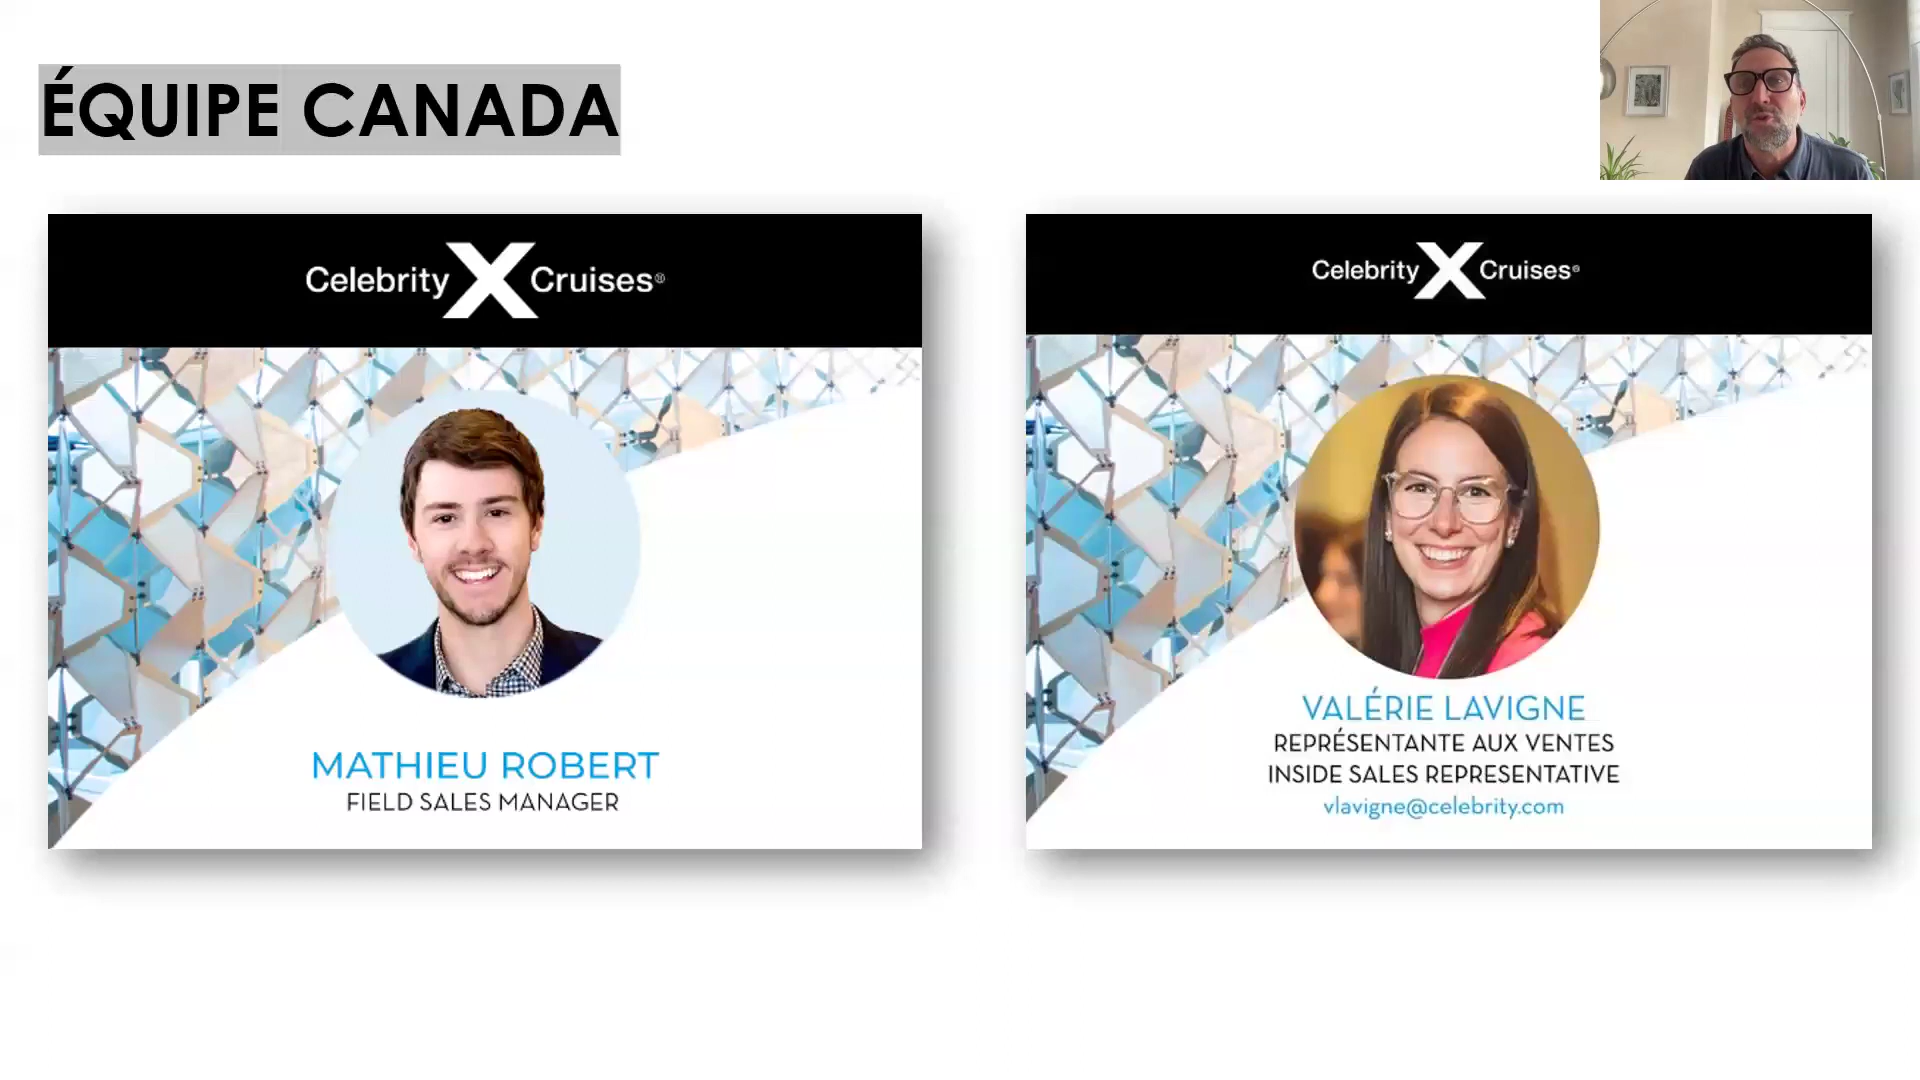 ÉQUIPE CANADA
Celebrity X Cruises®
MATHIEU ROBERT
FIELD SALES MANAGER
Celebrity X Cruises®
VALÉRIE LAVIGNE
REPRÉSENTANTE AUX VENTES
INSIDE SALES REPRESENTATIVE
vlavigne@celebrity.com